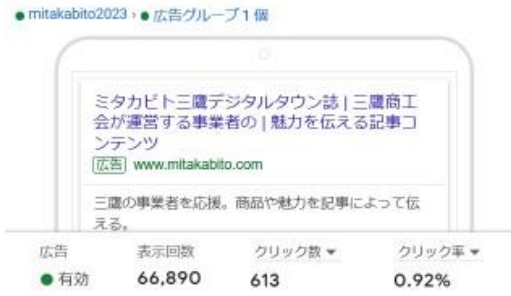 mitakabito2023 › 広告グループ 1 個
ミタカビト三鷹デジタルタウン誌 | 三鷹商工
会が運営する事業者の | 魅力を伝える記事コ
ンテンツ
広告 www.mitakabito.com
三鷹の事業者を応援。商品や魅力を記事によって伝
える。
広告 表示回数 クリック数 ▼ クリック率 ▼
有効 66,890 613 0.92%